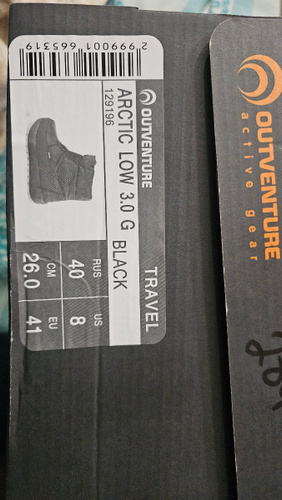 2 999001 665319
OUTVENTURE
TRAVEL
ARCTIC LOW 3.0 G
BLACK
129196
RUS
40
US
8
CM
26.0
EU
41
OUTVENTURE
active gear